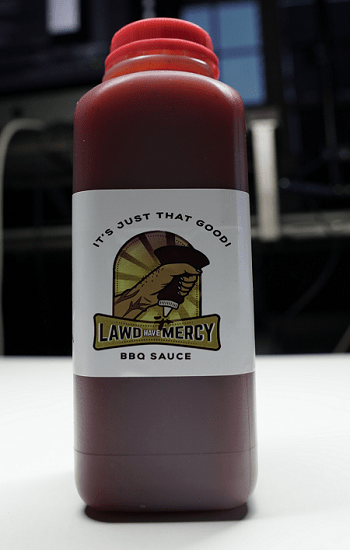 IT'S JUST THAT GOOD!
LAWD HAVE MERCY
BBQ SAUCE